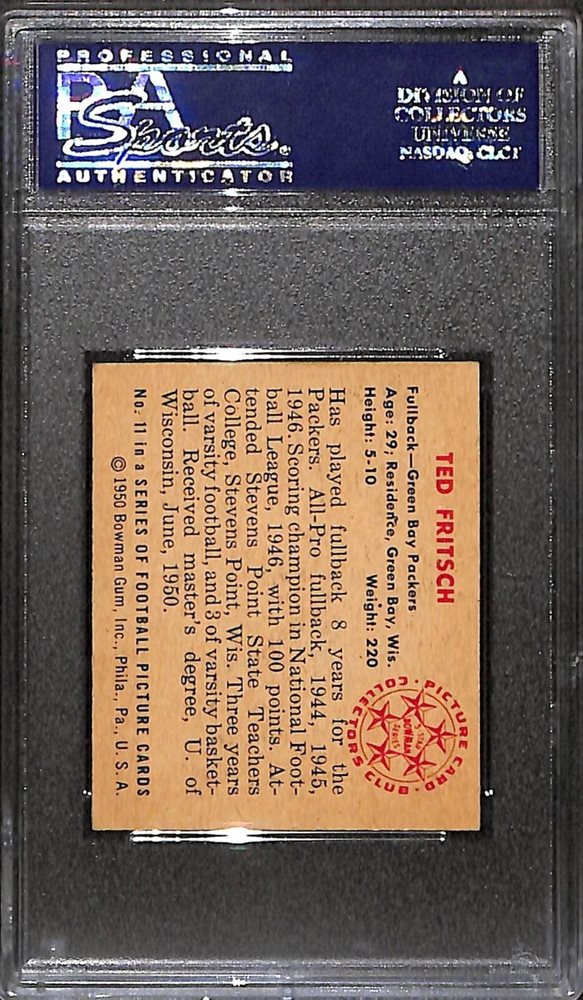 PROFESSIONAL
PSA
Sports.
AUTHENTICATOR
A
DIVISION OF
COLLECTORS
UNIVERSE
NASDAQ: CLCT
TED FRITSCH
Fullback—Green Bay Packers
Age: 29; Residence, Green Bay, Wis.
Height: 5-10 Weight: 220
Has played fullback 8 years for the
Packers. All-Pro fullback, 1944, 1945,
1946. Scoring champion in National Foot-
ball League, 1946, with 100 points. At-
tended Stevens Point State Teachers
College, Stevens Point, Wis. Three years
of varsity football, and 3 of varsity basket-
ball. Received master's degree, U. of
Wisconsin, June, 1950.
No. 11 in a SERIES OF FOOTBALL PICTURE CARDS
© 1950 Bowman Gum, Inc., Phila., Pa., U. S. A.
PICTURE CARD
COLLECTORS CLUB
5-STAR
BOWMAN
SERIES